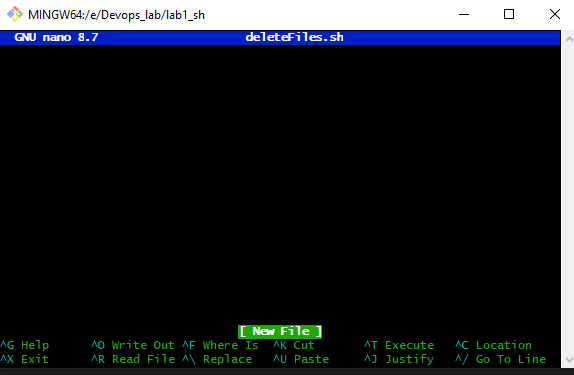 MINGW64:/e/Devops_lab/lab1_sh
GNU nano 8.7 deleteFiles.sh
[ New File ]
^G Help ^O Write Out ^F Where Is ^K Cut ^T Execute ^C Location
^X Exit ^R Read File ^\ Replace ^U Paste ^J Justify ^/ Go To Line